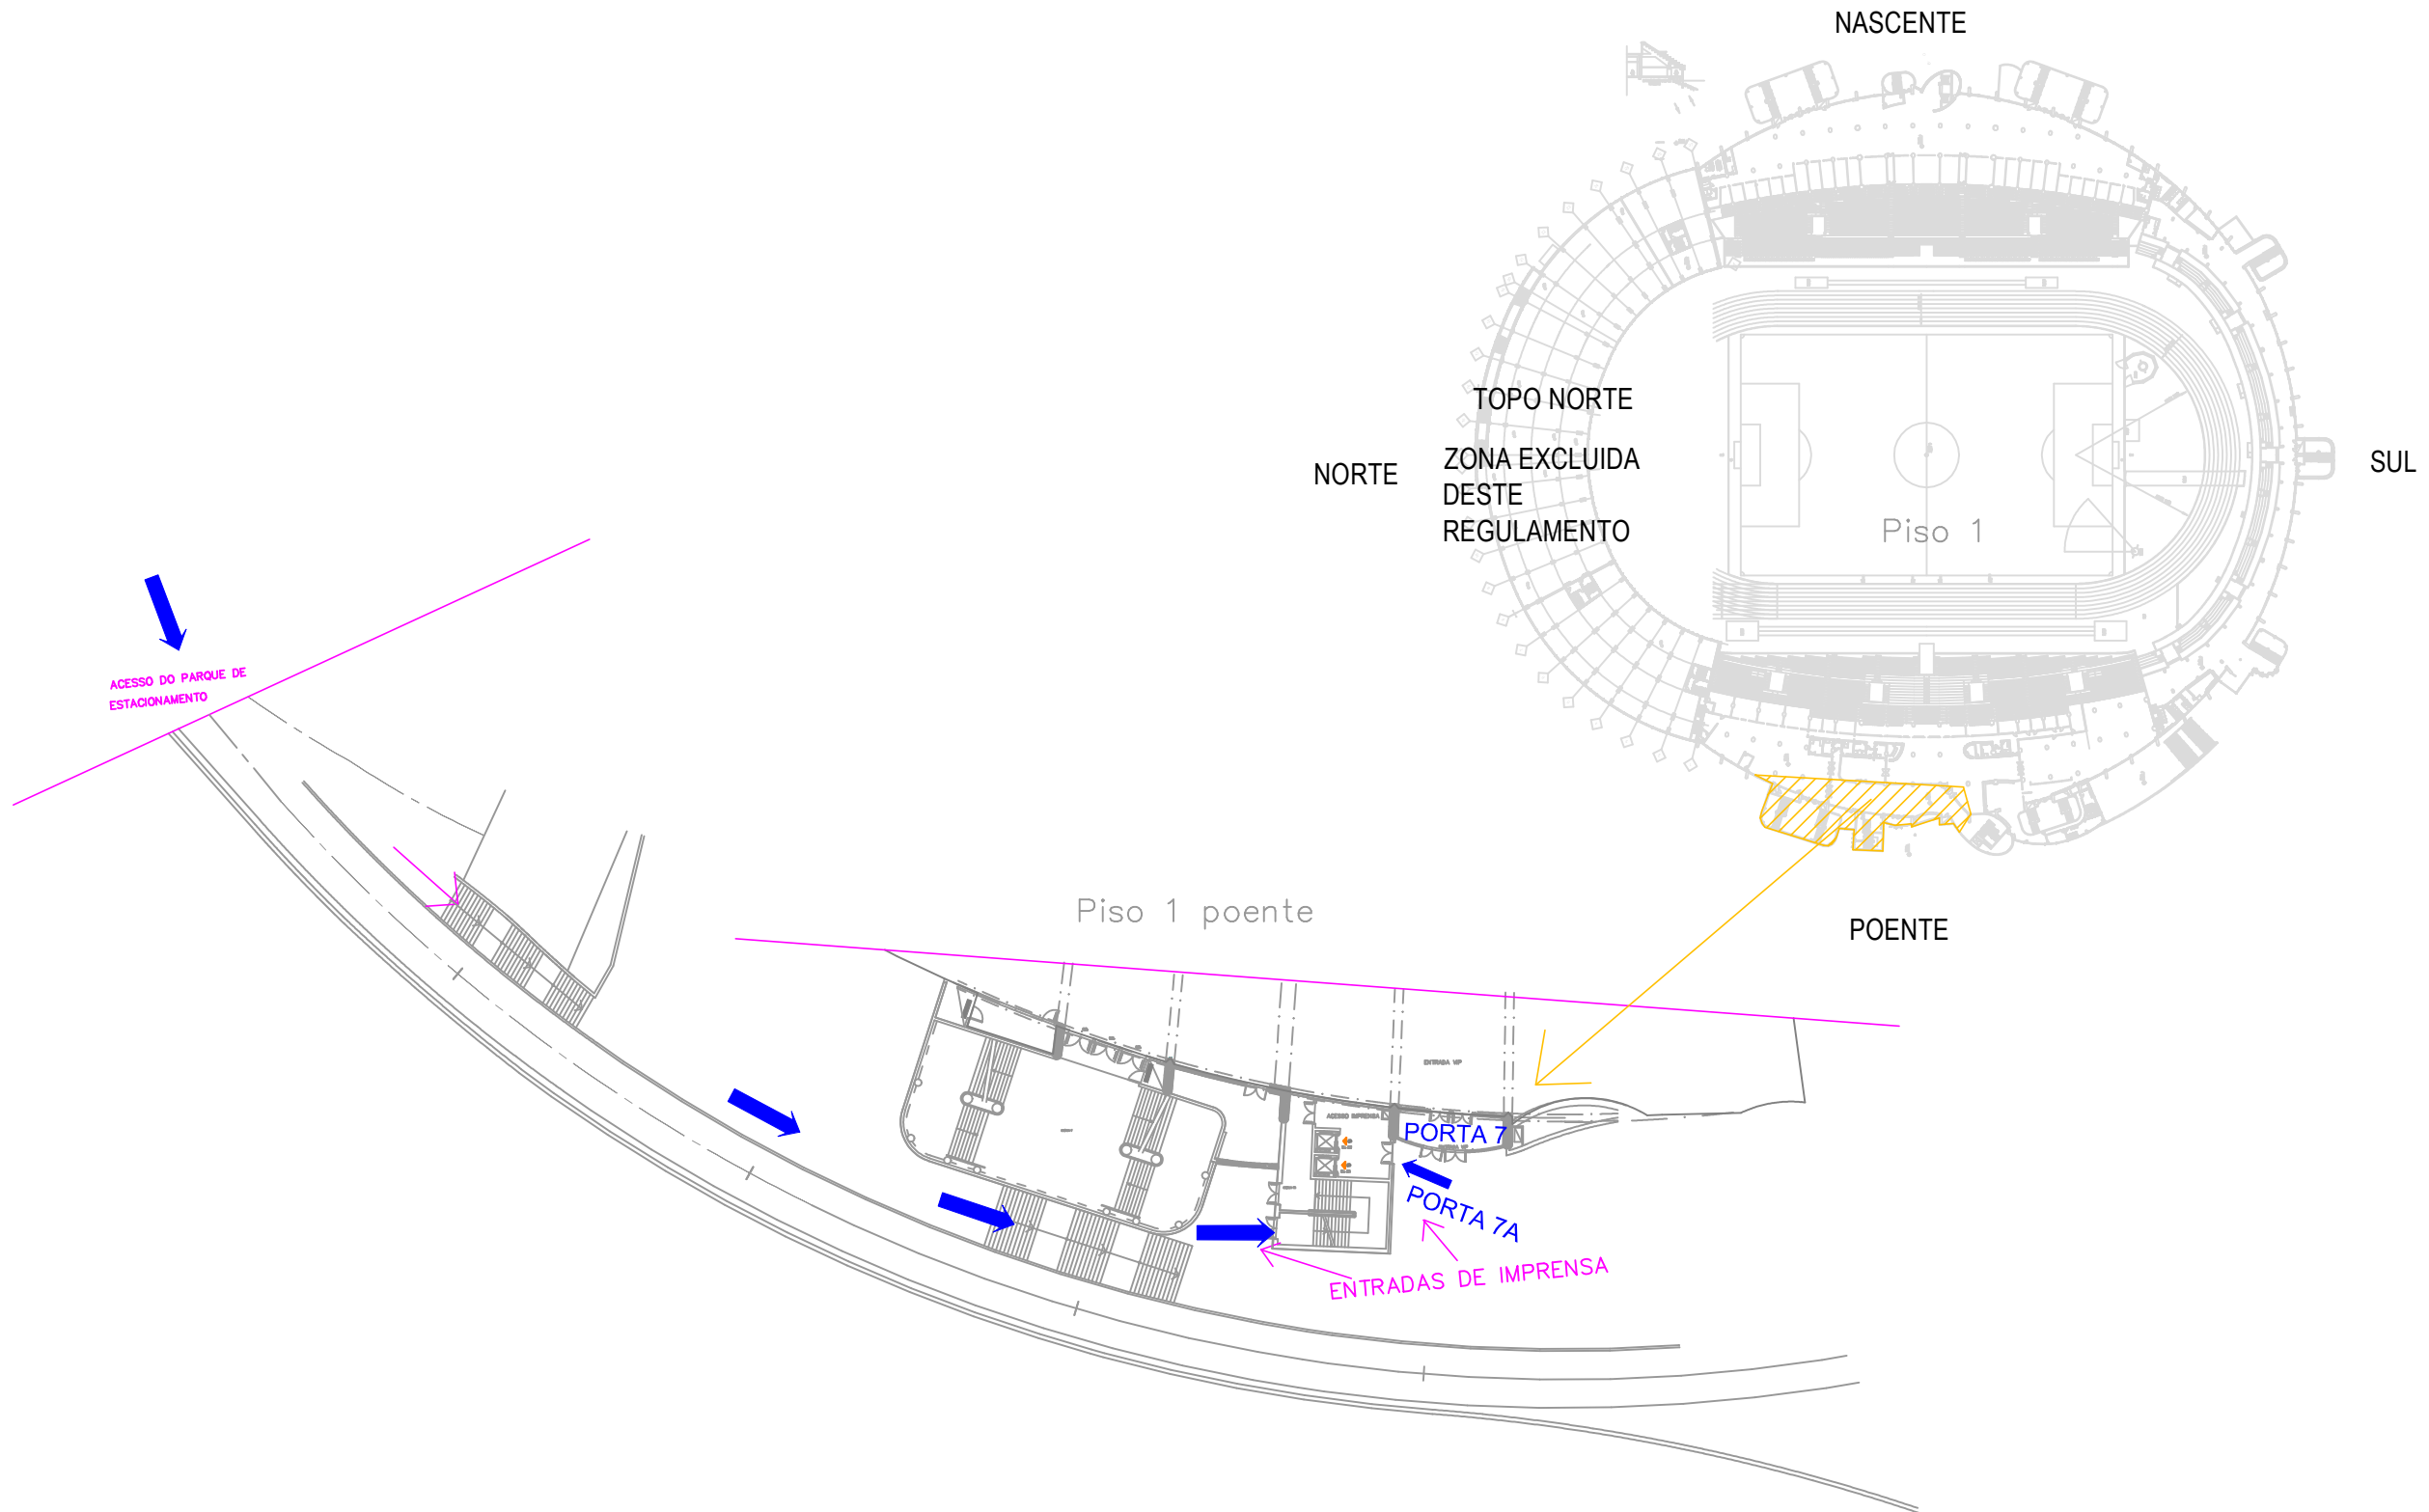 NASCENTE
TOPO NORTE
ZONA EXCLUIDA
DESTE
REGULAMENTO
NORTE
SUL
Piso 1
POENTE
ACESSO DO PARQUE DE
ESTACIONAMENTO
Piso 1 poente
ENTRADA VIP
ACESSO IMPRENSA
PORTA 7
PORTA 7A
ENTRADAS DE IMPRENSA